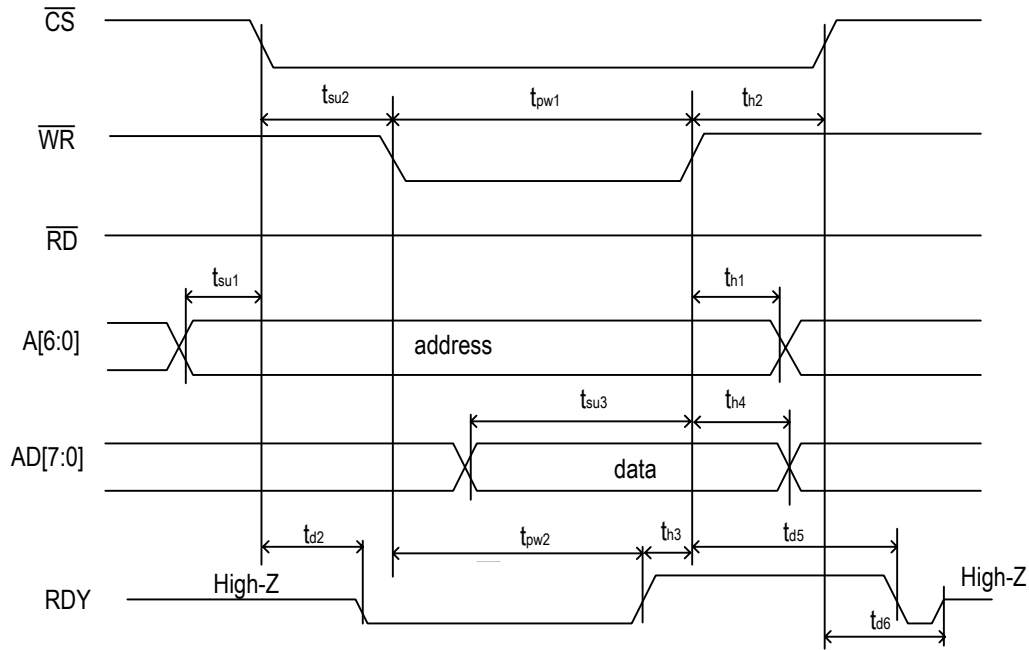 CS
tsu2 tpw1 th2
WR
RD
tsu1 th1
A[6:0] address
tsu3 th4
AD[7:0] data
td2 tpw2 th3 td5
RDY High-Z High-Z
td6